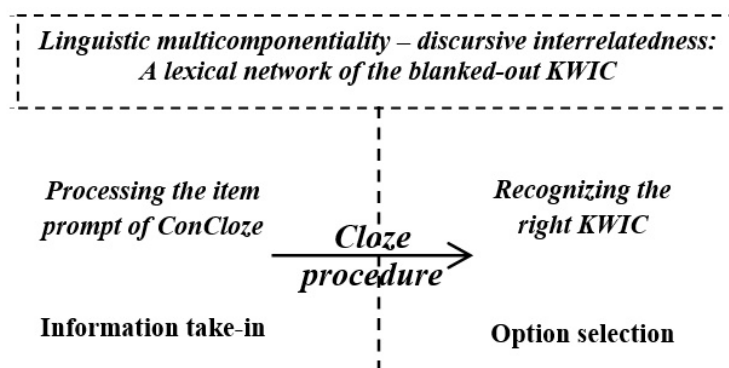 Linguistic multicomponentiality – discursive interrelatedness:
A lexical network of the blanked-out KWIC
Processing the item
prompt of ConCloze
Cloze
procedure
Recognizing the
right KWIC
Information take-in
Option selection